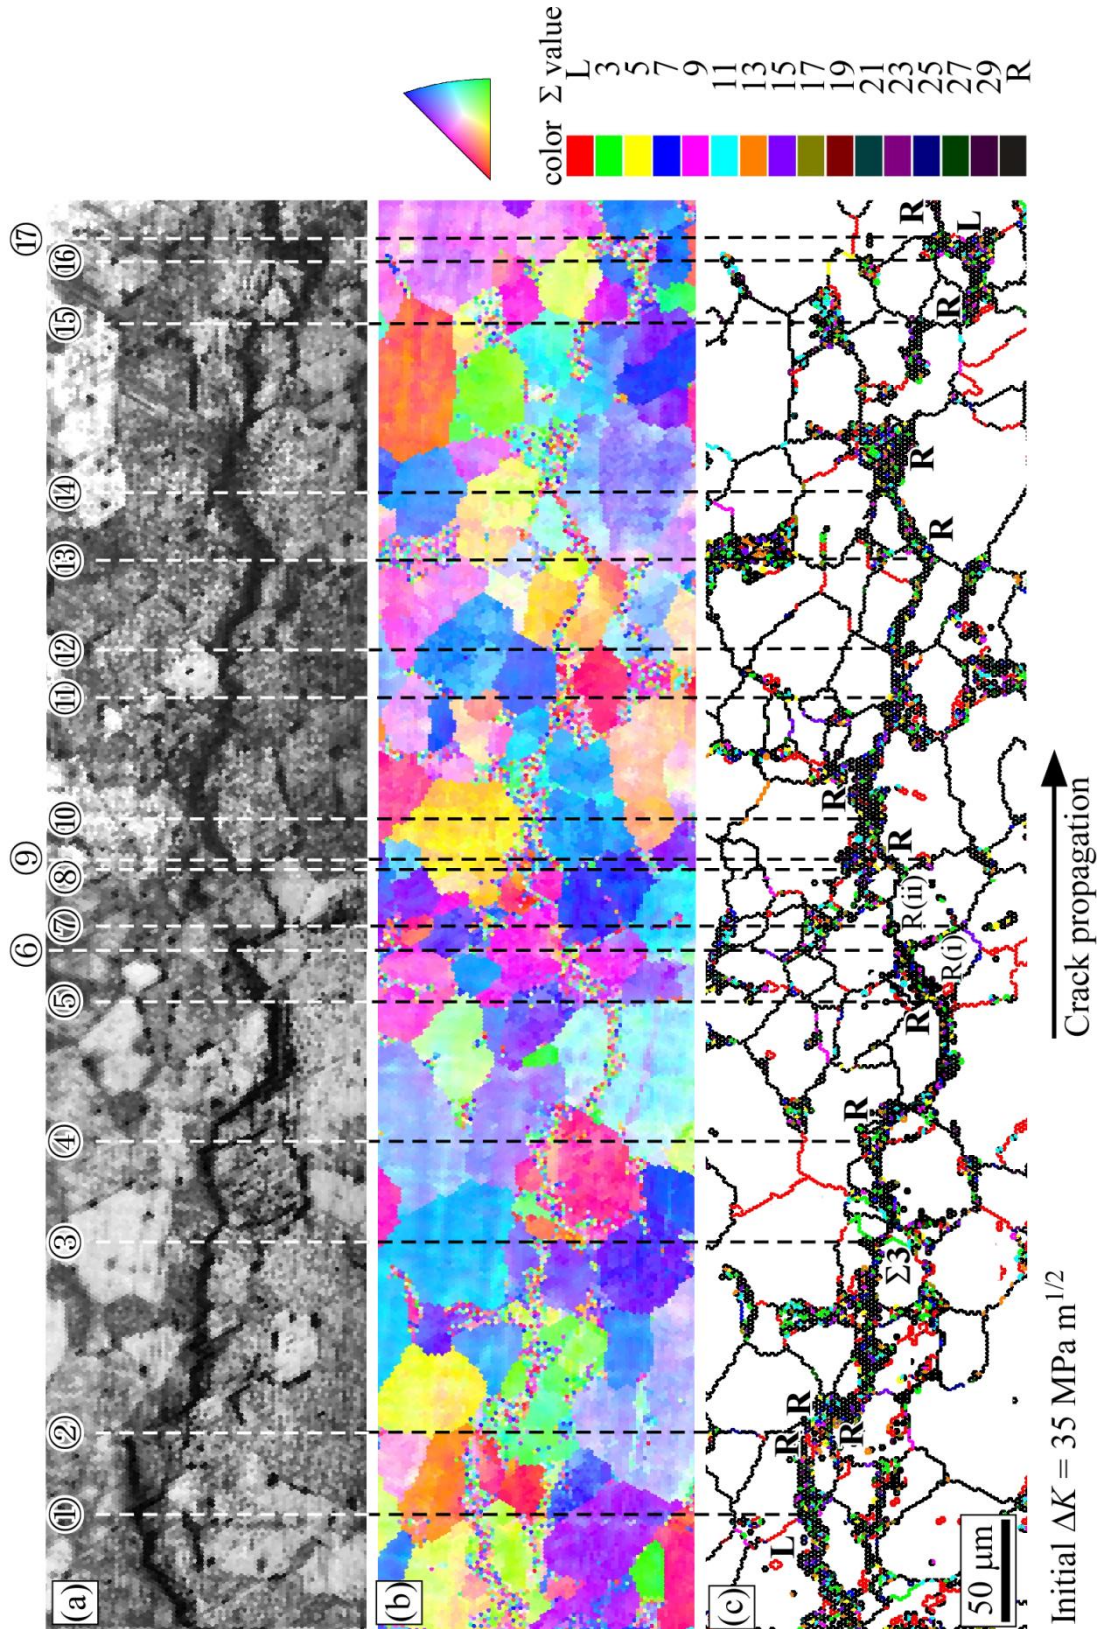 ① ② ③ ④ ⑤ ⑥ ⑦ ⑧ ⑨ ⑩ ⑪ ⑫ ⑬ ⑭ ⑮ ⑯ ⑰
(a)
(b)
(c)
L
R
R
R
Σ3
R
R
R(i)
R(ii)
R
R
R
R
R
R
L
50 μm
color Σ value
L
3
5
7
9
11
13
15
17
19
21
23
25
27
29
R
Initial ΔK = 35 MPa m^1/2
Crack propagation